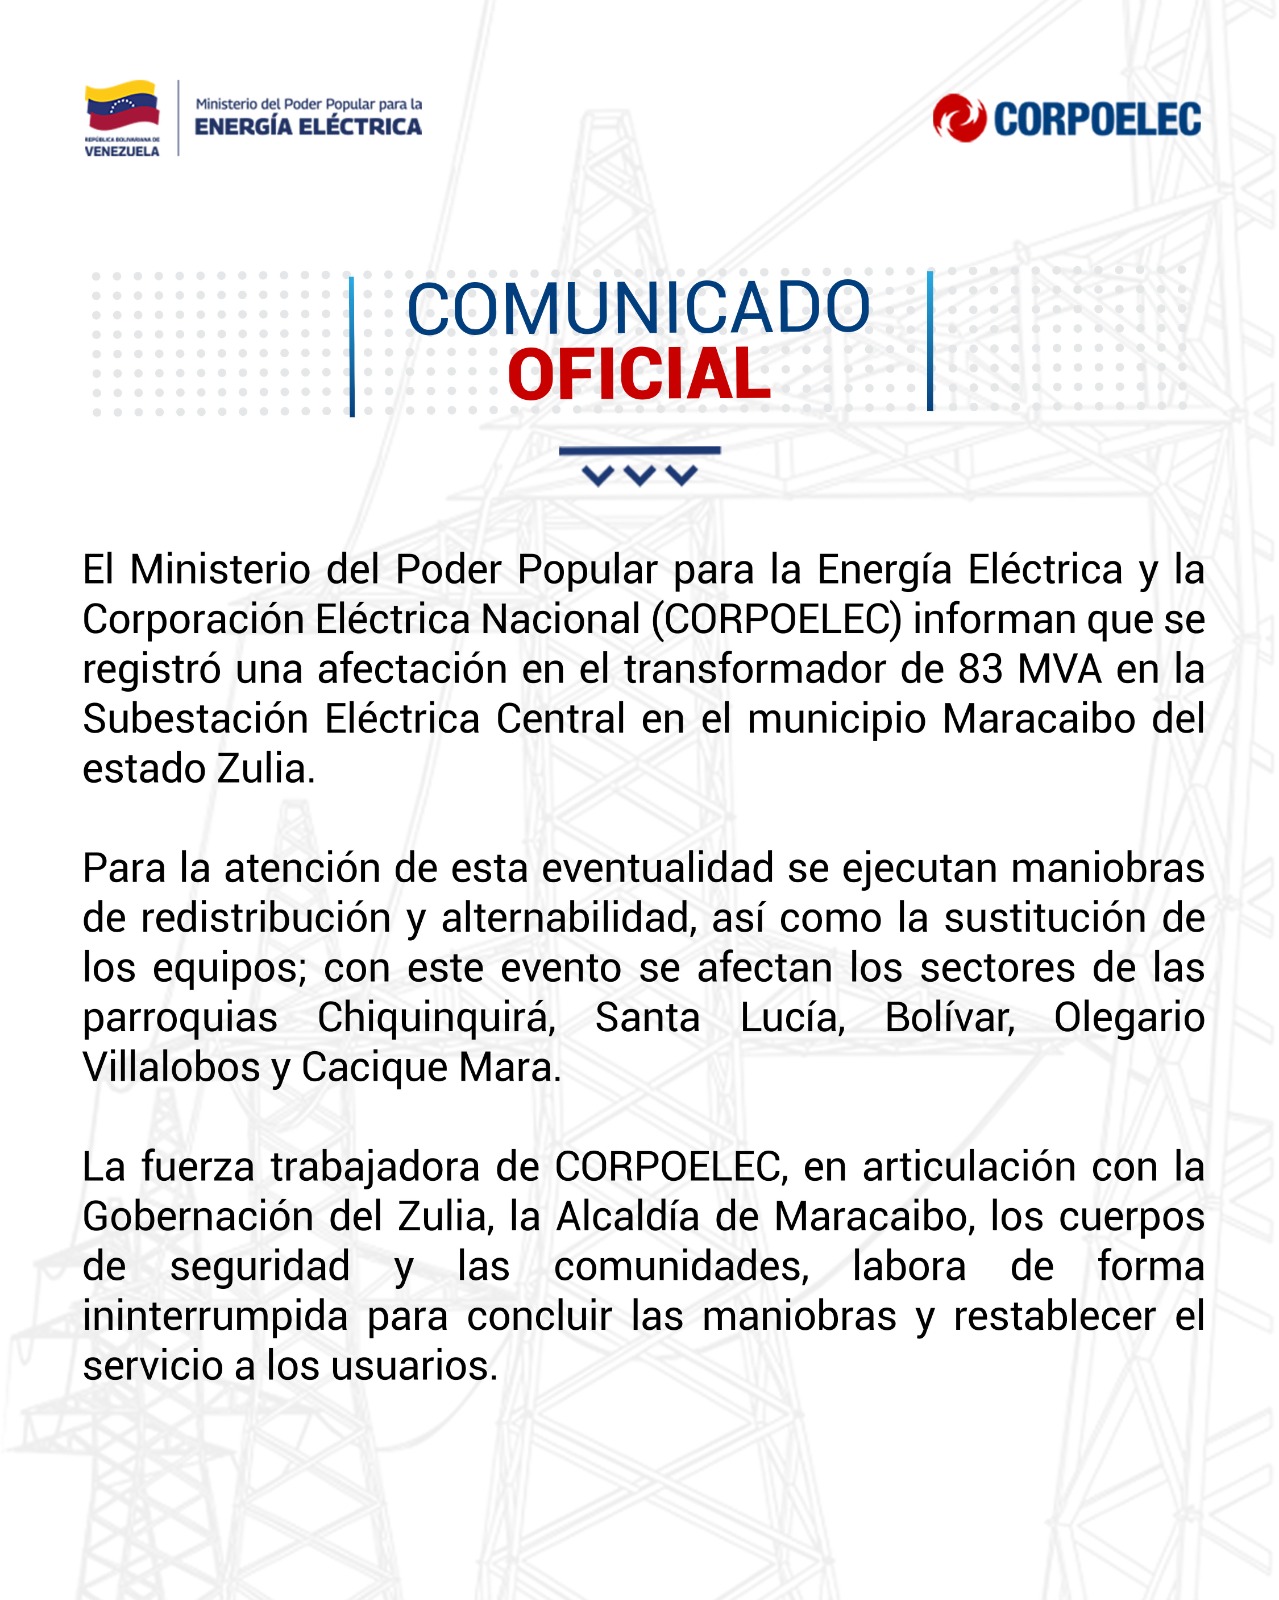 REPÚBLICA BOLIVARIANA DE
VENEZUELA
Ministerio del Poder Popular para la
ENERGÍA ELÉCTRICA
CORPOELEC
COMUNICADO
OFICIAL
El Ministerio del Poder Popular para la Energía Eléctrica y la
Corporación Eléctrica Nacional (CORPOELEC) informan que se
registró una afectación en el transformador de 83 MVA en la
Subestación Eléctrica Central en el municipio Maracaibo del
estado Zulia.
Para la atención de esta eventualidad se ejecutan maniobras
de redistribución y alternabilidad, así como la sustitución de
los equipos; con este evento se afectan los sectores de las
parroquias Chiquinquirá, Santa Lucía, Bolívar, Olegario
Villalobos y Cacique Mara.
La fuerza trabajadora de CORPOELEC, en articulación con la
Gobernación del Zulia, la Alcaldía de Maracaibo, los cuerpos
de seguridad y las comunidades, labora de forma
ininterrumpida para concluir las maniobras y restablecer el
servicio a los usuarios.